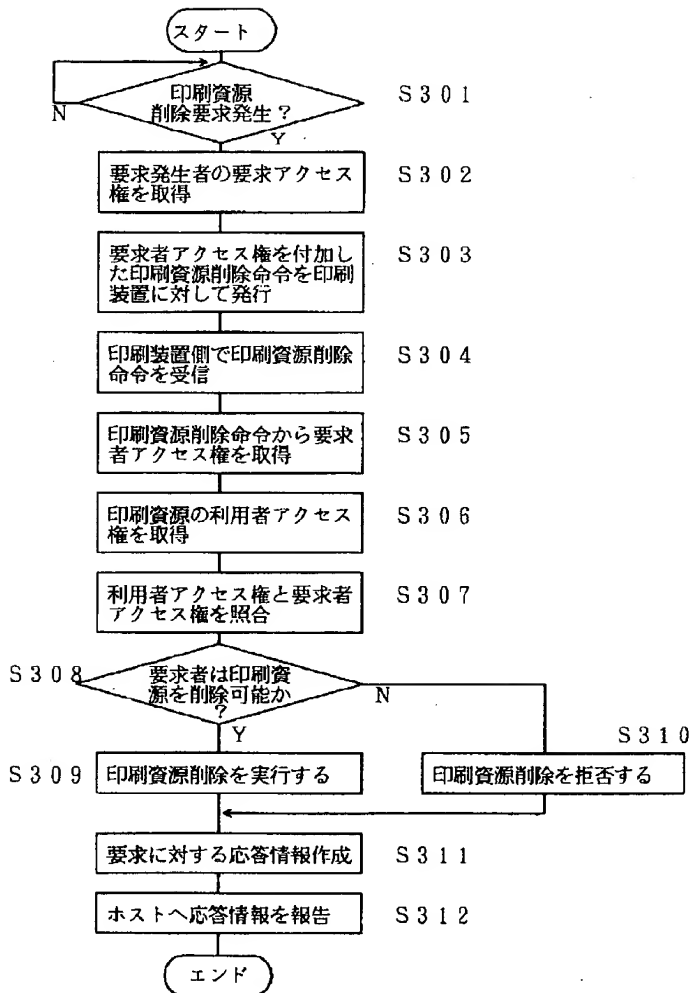 スタート
印刷資源
削除要求発生?
S301
N
Y
要求発生者の要求アクセス
権を取得
S302
要求者アクセス権を付加し
た印刷資源削除命令を印刷
装置に対して発行
S303
印刷装置側で印刷資源削除
命令を受信
S304
印刷資源削除命令から要求
者アクセス権を取得
S305
印刷資源の利用者アクセス
権を取得
S306
利用者アクセス権と要求者
アクセス権を照合
S307
S308
要求者は印刷資
源を削除可能か
?
N
Y
S309
印刷資源削除を実行する
S310
印刷資源削除を拒否する
要求に対する応答情報作成
S311
ホストへ応答情報を報告
S312
エンド